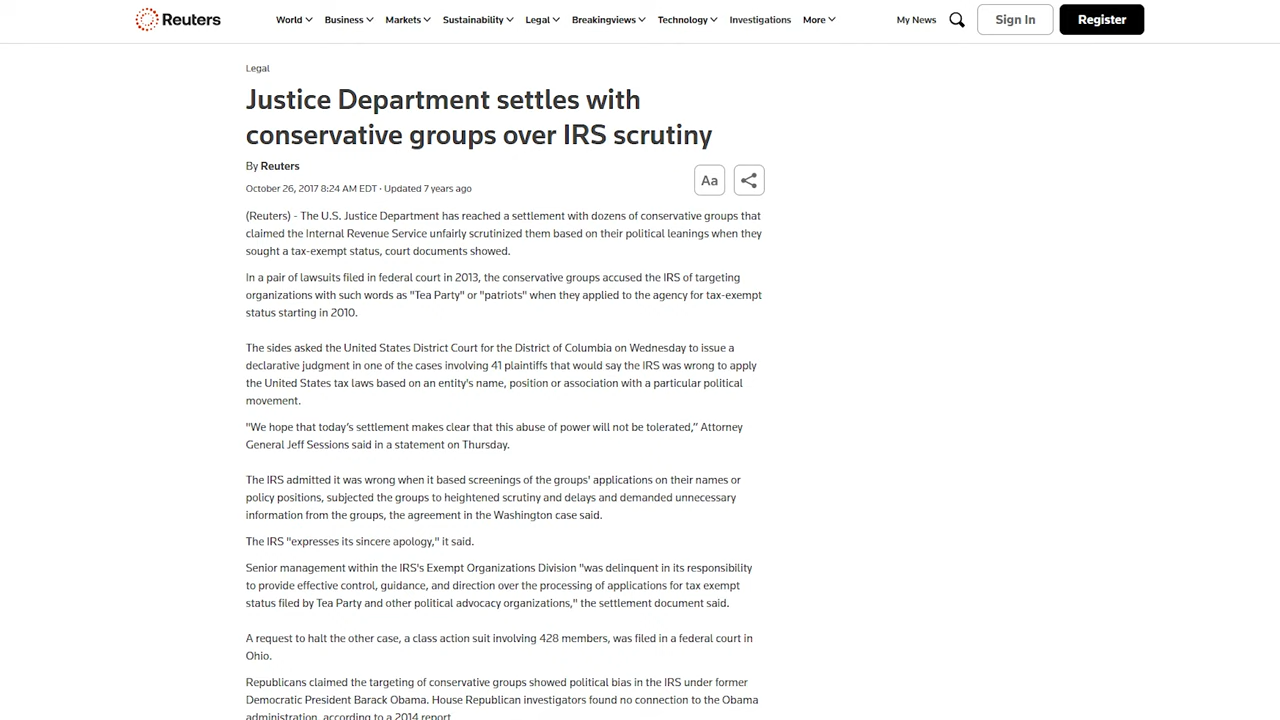 Reuters
World
Business
Markets
Sustainability
Legal
Breakingviews
Technology
Investigations
More
My News
Sign In
Register
Legal
Justice Department settles with
conservative groups over IRS scrutiny
By Reuters
October 26, 2017 8:24 AM EDT · Updated 7 years ago
Aa
(Reuters) - The U.S. Justice Department has reached a settlement with dozens of conservative groups that
claimed the Internal Revenue Service unfairly scrutinized them based on their political leanings when they
sought a tax-exempt status, court documents showed.
In a pair of lawsuits filed in federal court in 2013, the conservative groups accused the IRS of targeting
organizations with such words as "Tea Party" or "patriots" when they applied to the agency for tax-exempt
status starting in 2010.
The sides asked the United States District Court for the District of Columbia on Wednesday to issue a
declarative judgment in one of the cases involving 41 plaintiffs that would say the IRS was wrong to apply
the United States tax laws based on an entity's name, position or association with a particular political
movement.
"We hope that today’s settlement makes clear that this abuse of power will not be tolerated,” Attorney
General Jeff Sessions said in a statement on Thursday.
The IRS admitted it was wrong when it based screenings of the groups' applications on their names or
policy positions, subjected the groups to heightened scrutiny and delays and demanded unnecessary
information from the groups, the agreement in the Washington case said.
The IRS "expresses its sincere apology," it said.
Senior management within the IRS's Exempt Organizations Division "was delinquent in its responsibility
to provide effective control, guidance, and direction over the processing of applications for tax exempt
status filed by Tea Party and other political advocacy organizations," the settlement document said.
A request to halt the other case, a class action suit involving 428 members, was filed in a federal court in
Ohio.
Republicans claimed the targeting of conservative groups showed political bias in the IRS under former
Democratic President Barack Obama. House Republican investigators found no connection to the Obama
administration, according to a 2014 report